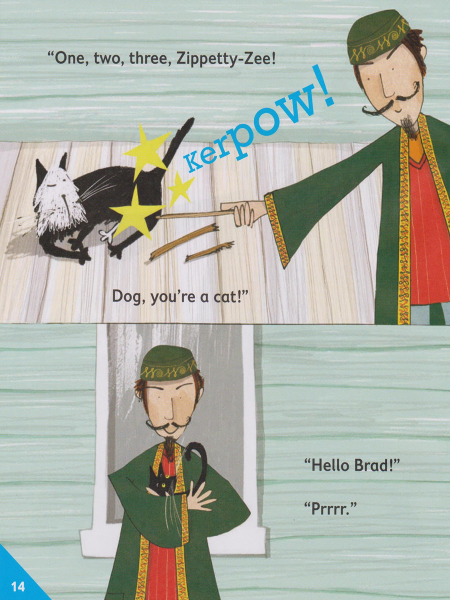 “One, two, three, Zippetty-Zee!
Kerpow!
Dog, you’re a cat!”
“Hello Brad!”
“Prrrr.”
14